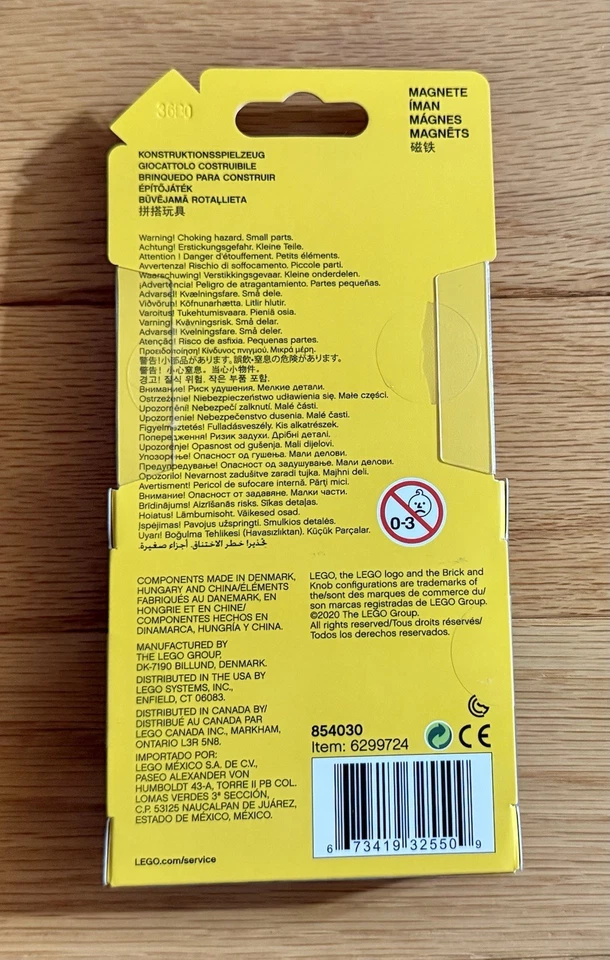 36C0
MAGNETE
ÍMAN
MÁGNES
MAGNĒTS
磁铁
KONSTRUKTIONSSPIELZEUG
GIOCATTOLO COSTRUIBILE
BRINQUEDO PARA CONSTRUIR
ÉPÍTŐJÁTÉK
BŪVĒJAMĀ ROTAĻLIETA
拼搭玩具
Warning! Choking hazard. Small parts.
Achtung! Erstickungsgefahr. Kleine Teile.
Attention ! Danger d'étouffement. Petits éléments.
Avvertenza! Rischio di soffocamento. Piccole parti.
Waarschuwing! Verstikkingsgevaar. Kleine onderdelen.
¡Advertencia! Peligro de atragantamiento. Partes pequeñas.
Advarsel! Kvælningsfare. Små dele.
Viðvörun! Köfnunarhætta. Litlir hlutir.
Varoitus! Tukehtumisvaara. Pieniä osia.
Varning! Kvävningsrisk. Små delar.
Advarsel! Kvelningsfare. Små deler.
Atenção! Risco de asfixia. Pequenas partes.
Προειδοποίηση! Κίνδυνος πνιγμού. Μικρά μέρη.
警告!小部品があります。誤飲・窒息の危険があります。
警告! 小心窒息。当心小物件。
경고! 질식 위험. 작은 부품 포함.
Внимание! Риск удушения. Мелкие детали.
Ostrzeżenie! Niebezpieczeństwo udławienia się. Małe części.
Upozornění! Nebezpečí zalknutí. Malé části.
Upozornenie! Nebezpečenstvo dusenia. Malé časti.
Figyelmeztetés! Fulladásveszély. Kis alkatrészek.
Попередження! Ризик задухи. Дрібні деталі.
Upozorenje! Opasnost od gušenja. Mali dijelovi.
Упозорење! Опасност од гушења. Мали делови.
Предупредување! Опасност од задушување. Мали делови.
Opozorilo! Nevarnost zadušitve zaradi tujka. Majhni deli.
Avertisment! Pericol de sufocare internă. Părți mici.
Внимание! Опасност от задавяне. Малки части.
Brīdinājums! Aizrīšanās risks. Sīkas detaļas.
Hoiatus! Lämbumisoht. Väikesed osad.
Įspėjimas! Pavojus užspringti. Smulkios detalės.
Uyarı! Boğulma Tehlikesi (Havasızlıktan). Küçük Parçalar.
تحذير! خطر الاختناق. أجزاء صغيرة.
0-3
COMPONENTS MADE IN DENMARK,
HUNGARY AND CHINA/ÉLÉMENTS
FABRIQUÉS AU DANEMARK, EN
HONGRIE ET EN CHINE/
COMPONENTES HECHOS EN
DINAMARCA, HUNGRÍA Y CHINA.
MANUFACTURED BY
THE LEGO GROUP,
DK-7190 BILLUND, DENMARK.
DISTRIBUTED IN THE USA BY
LEGO SYSTEMS, INC.,
ENFIELD, CT 06083.
DISTRIBUTED IN CANADA BY/
DISTRIBUÉ AU CANADA PAR
LEGO CANADA INC., MARKHAM,
ONTARIO L3R 5N8.
IMPORTADO POR:
LEGO MÉXICO S.A. DE C.V.,
PASEO ALEXANDER VON
HUMBOLDT 43-A, TORRE II PB COL.
LOMAS VERDES 3ª SECCIÓN,
C.P. 53125 NAUCALPAN DE JUÁREZ,
ESTADO DE MÉXICO, MÉXICO.
LEGO.com/service
LEGO, the LEGO logo and the Brick and
Knob configurations are trademarks of
the/sont des marques de commerce du/
son marcas registradas de LEGO Group.
©2020 The LEGO Group.
All rights reserved/Tous droits réservés/
Todos los derechos reservados.
854030
Item: 6299724
CE
6 73419 32550 9